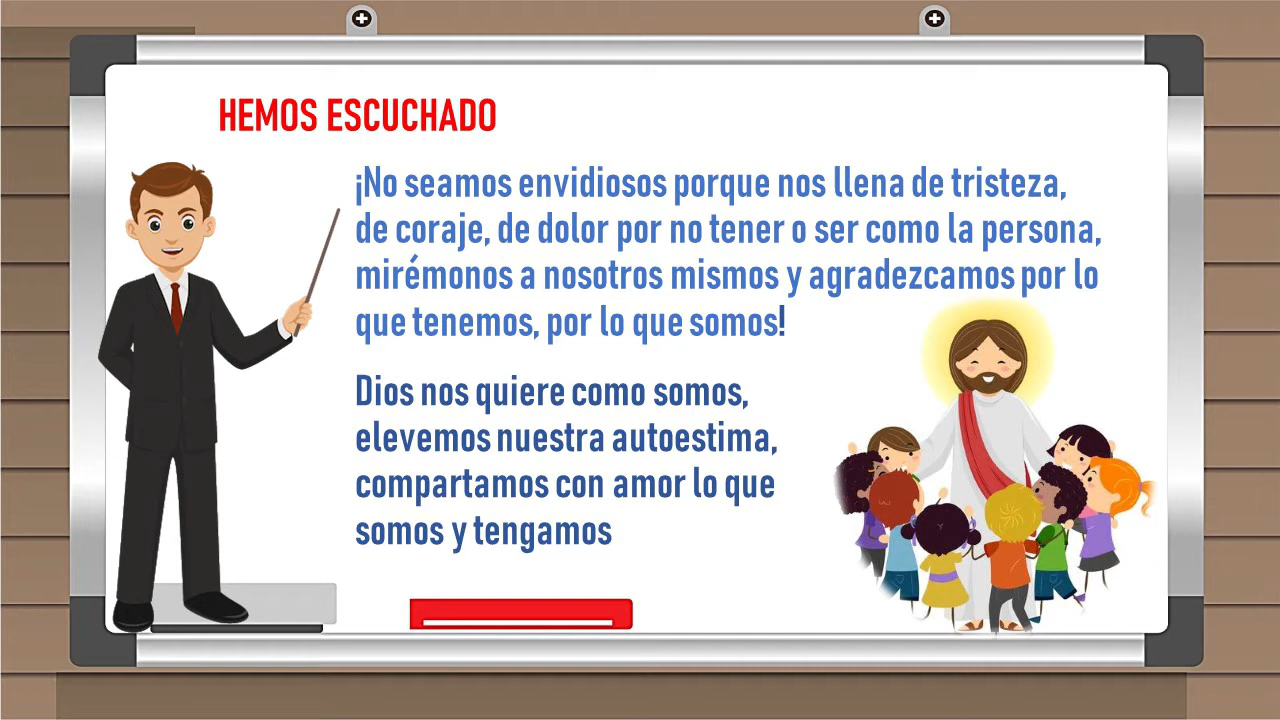 HEMOS ESCUCHADO
¡No seamos envidiosos porque nos llena de tristeza,
de coraje, de dolor por no tener o ser como la persona,
mirémonos a nosotros mismos y agradezcamos por lo
que tenemos, por lo que somos!
Dios nos quiere como somos,
elevemos nuestra autoestima,
compartamos con amor lo que
somos y tengamos